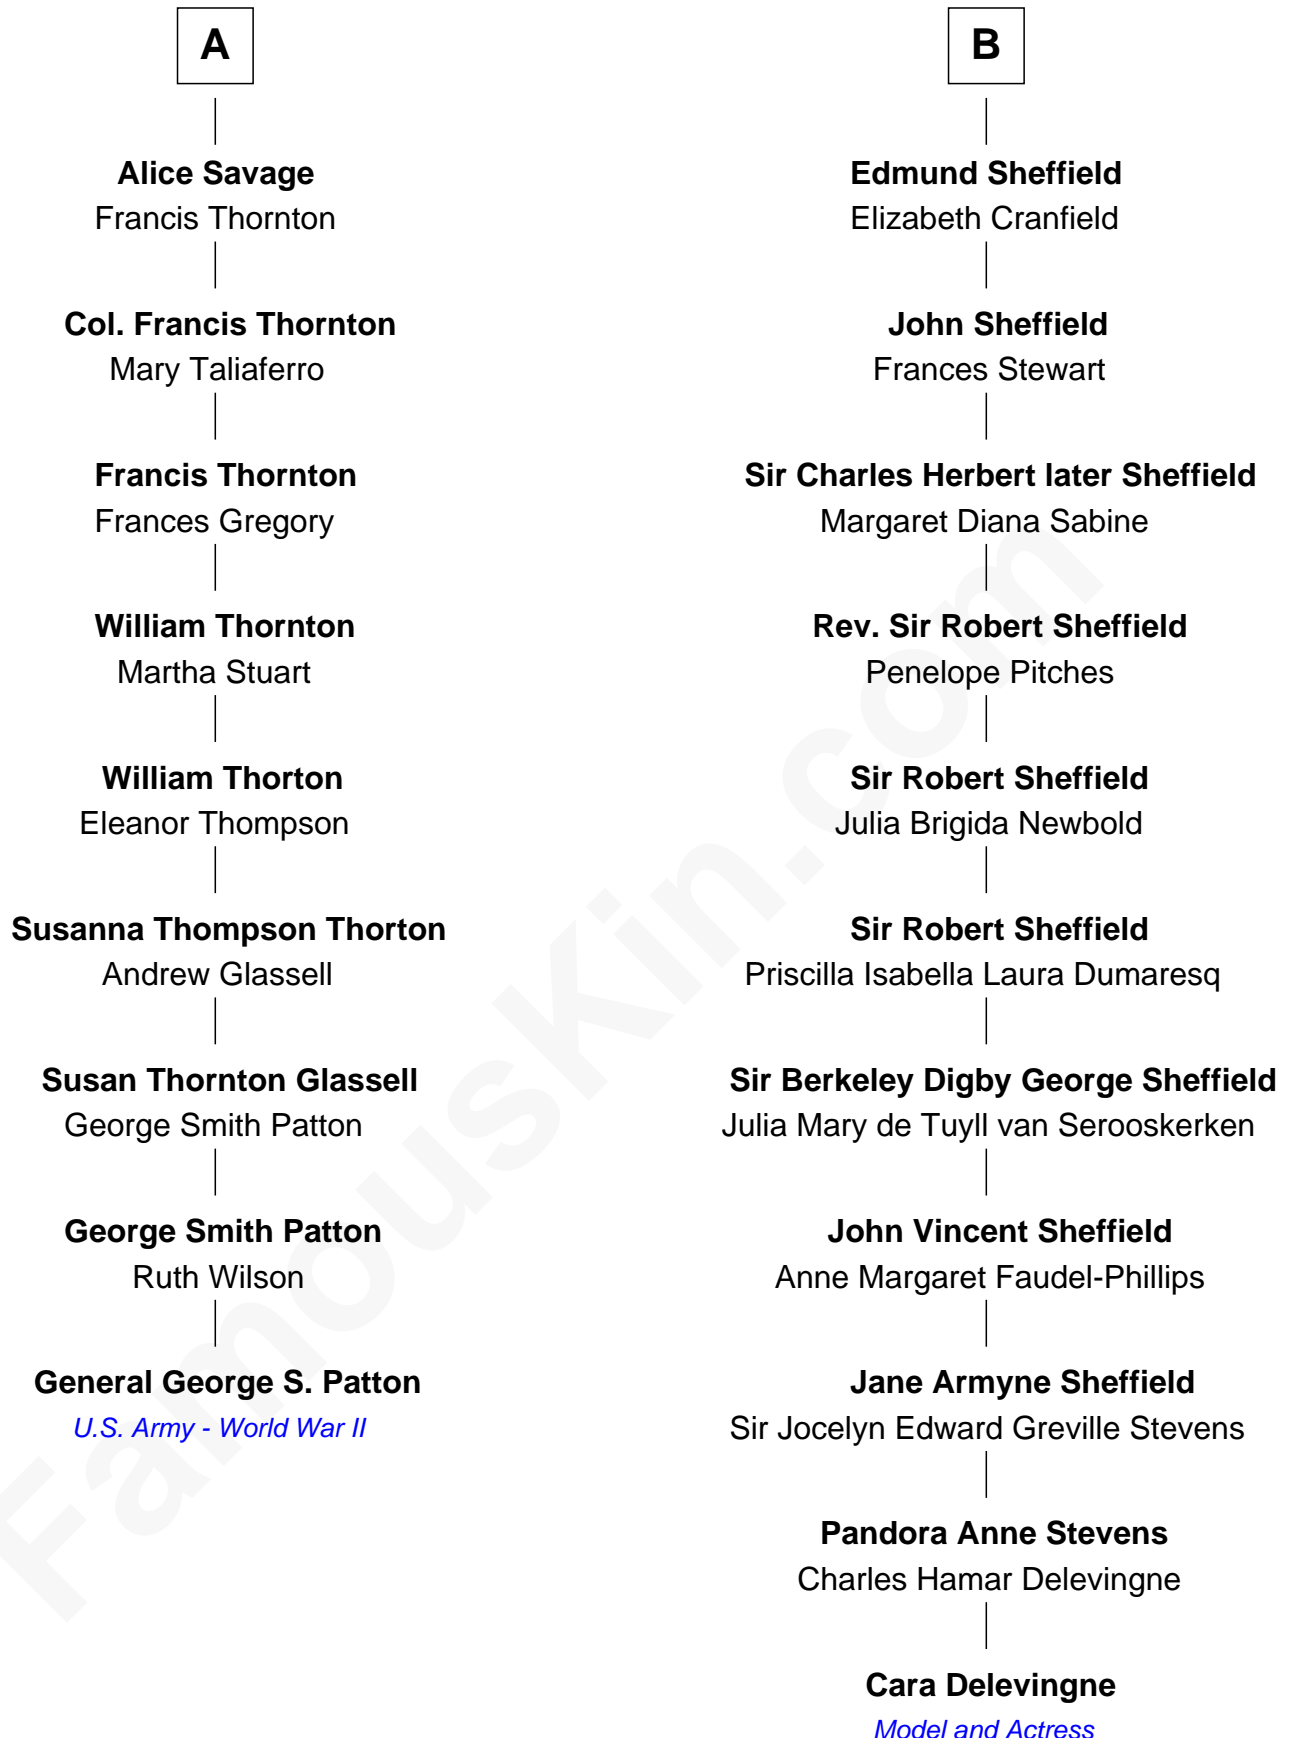 A
Alice Savage
Francis Thornton
Col. Francis Thornton
Mary Taliaferro
Francis Thornton
Frances Gregory
William Thornton
Martha Stuart
William Thorton
Eleanor Thompson
Susanna Thompson Thorton
Andrew Glassell
Susan Thornton Glassell
George Smith Patton
George Smith Patton
Ruth Wilson
General George S. Patton
U.S. Army - World War II
B
Edmund Sheffield
Elizabeth Cranfield
John Sheffield
Frances Stewart
Sir Charles Herbert later Sheffield
Margaret Diana Sabine
Rev. Sir Robert Sheffield
Penelope Pitches
Sir Robert Sheffield
Julia Brigida Newbold
Sir Robert Sheffield
Priscilla Isabella Laura Dumaresq
Sir Berkeley Digby George Sheffield
Julia Mary de Tuyll van Serooskerken
John Vincent Sheffield
Anne Margaret Faudel-Phillips
Jane Armyne Sheffield
Sir Jocelyn Edward Greville Stevens
Pandora Anne Stevens
Charles Hamar Delevingne
Cara Delevingne
Model and Actress
FamousKin.com